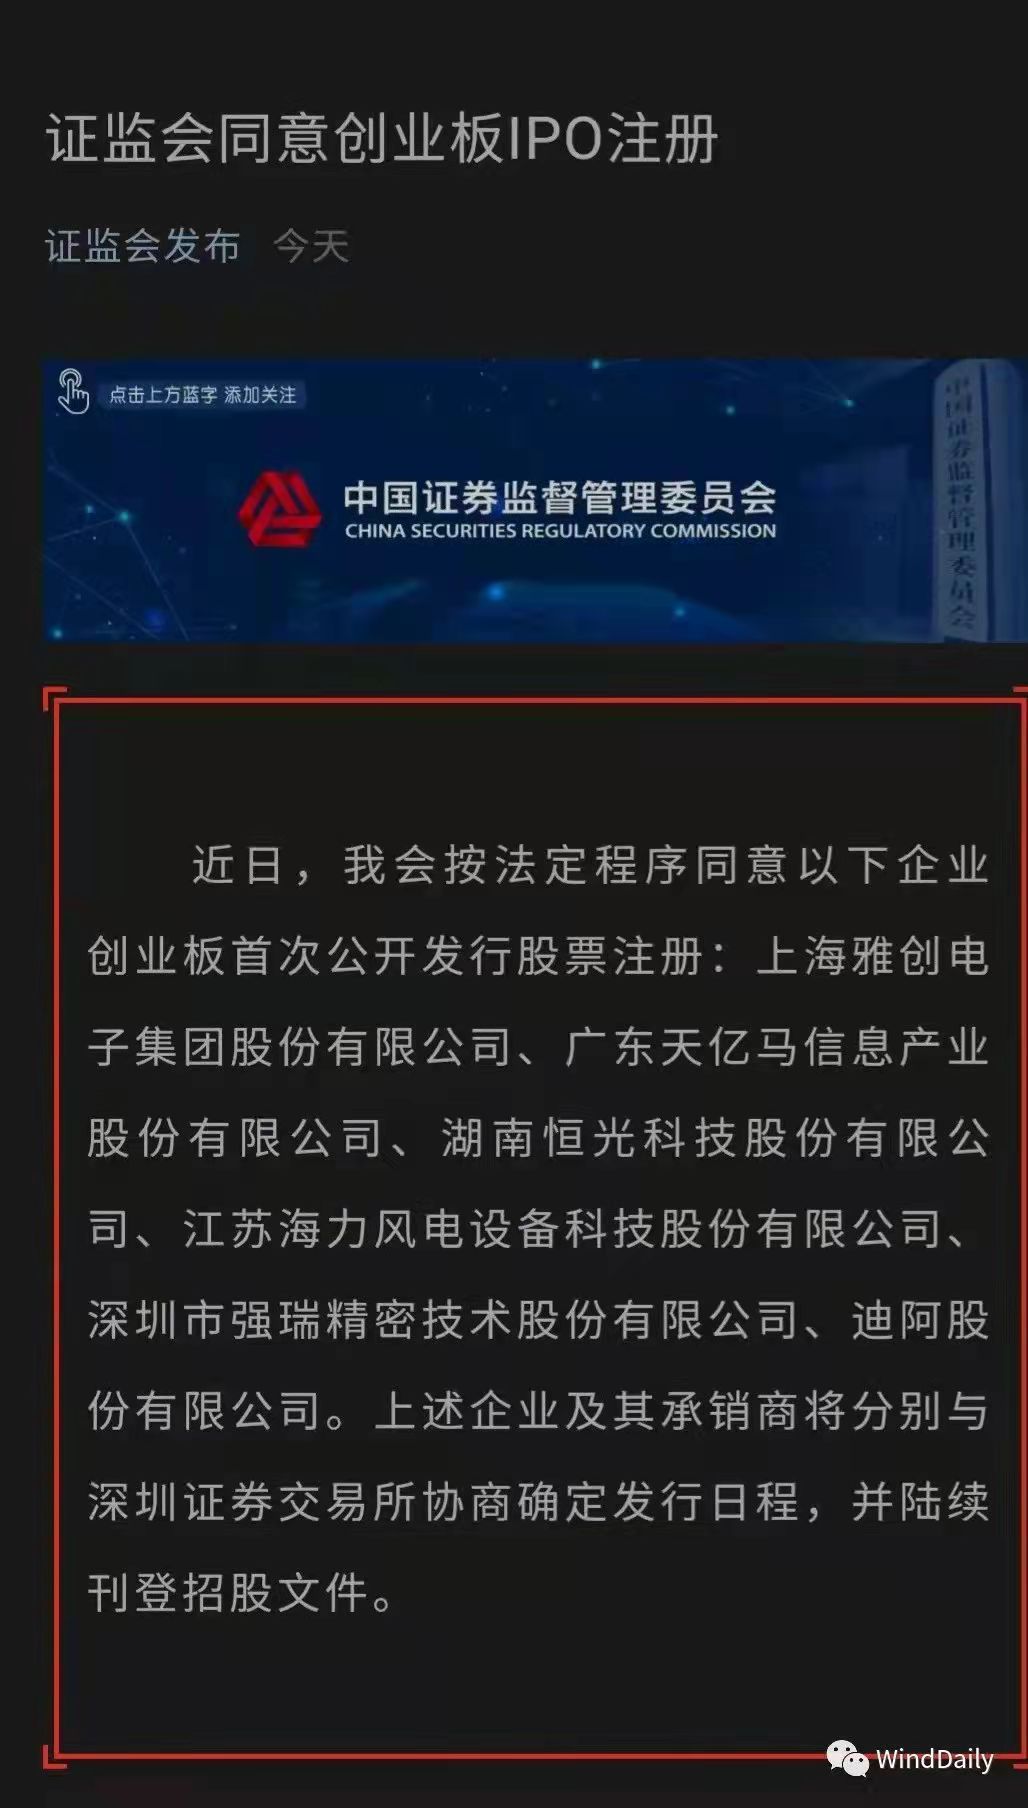 证监会同意创业板IPO注册
证监会发布 今天
点击上方蓝字 添加关注
中国证券监督管理委员会
CHINA SECURITIES REGULATORY COMMISSION
中国证券监督管理委员会
近日，我会按法定程序同意以下企业
创业板首次公开发行股票注册：上海雅创电
子集团股份有限公司、广东天亿马信息产业
股份有限公司、湖南恒光科技股份有限公
司、江苏海力风电设备科技股份有限公司、
深圳市强瑞精密技术股份有限公司、迪阿股
份有限公司。上述企业及其承销商将分别与
深圳证券交易所协商确定发行日程，并陆续
刊登招股文件。
WindDaily